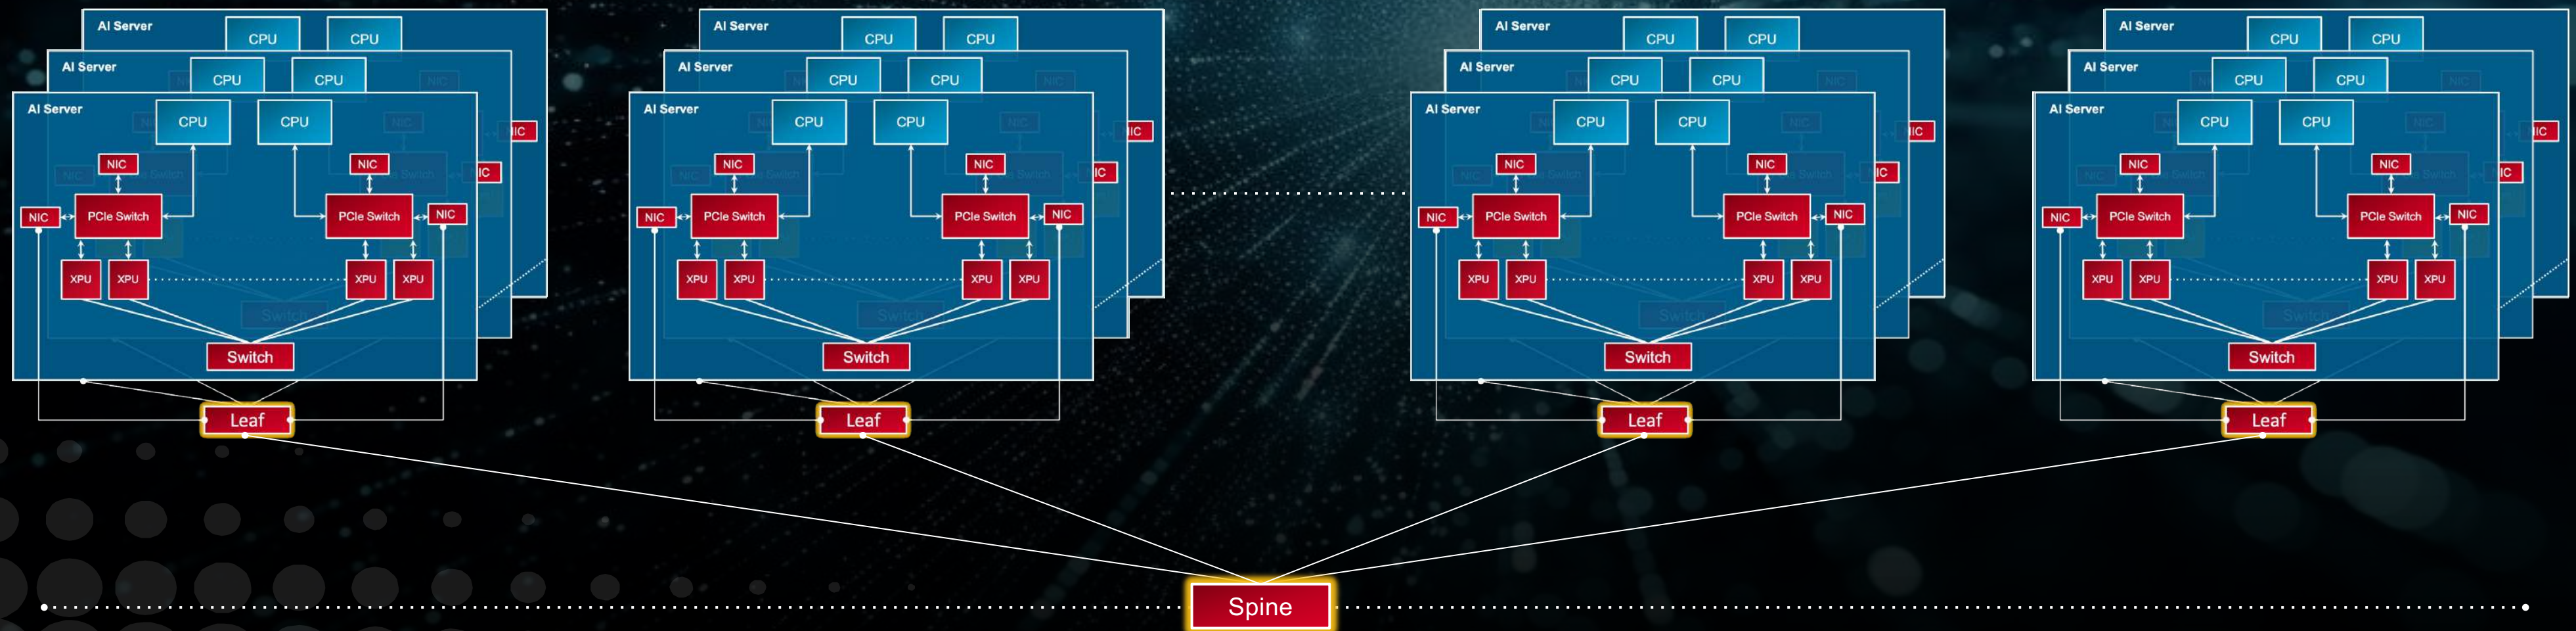 AI Server
CPU CPU
AI Server
CPU CPU
AI Server
CPU CPU
NIC NIC
NIC PCIe Switch PCIe Switch NIC
XPU XPU XPU XPU
Switch
Leaf
AI Server
CPU CPU
AI Server
CPU CPU
AI Server
CPU CPU
NIC NIC
NIC PCIe Switch PCIe Switch NIC
XPU XPU XPU XPU
Switch
Leaf
AI Server
CPU CPU
AI Server
CPU CPU
AI Server
CPU CPU
NIC NIC
NIC PCIe Switch PCIe Switch NIC
XPU XPU XPU XPU
Switch
Leaf
AI Server
CPU CPU
AI Server
CPU CPU
AI Server
CPU CPU
NIC NIC
NIC PCIe Switch PCIe Switch NIC
XPU XPU XPU XPU
Switch
Leaf
Spine